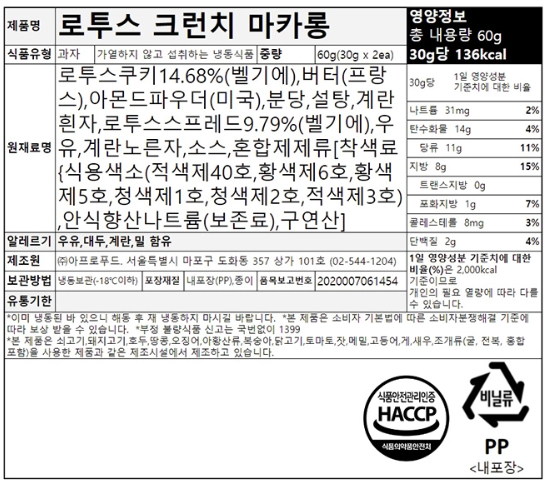 제품명 로투스 크런치 마카롱
식품유형 과자 가열하지 않고 섭취하는 냉동식품 중량 60g(30g x 2ea)
원재료명
로투스쿠키14.68%(벨기에),버터(프랑
스),아몬드파우더(미국),분당,설탕,계란
흰자,로투스스프레드9.79%(벨기에),우
유,계란노른자,소스,혼합제제류[착색료
{식용색소(적색제40호,황색제6호,황색
제5호,청색제1호,청색제2호,적색제3호)
,안식향산나트륨(보존료),구연산]
알레르기 우유,대두,계란,밀 함유
제조원 ㈜아프로푸드. 서울특별시 마포구 도화동 357 상가 101호 (02-544-1204)
보관방법 냉동보관(-18℃이하) 포장재질 내포장(PP),종이 품목보고번호 2020007061454
유통기한
*이미 냉동된 바 있으니 해동 후 재 냉동하지 마시길 바랍니다. *본 제품은 소비자 기본법에 따른 소비자분쟁해결 기준에
따라 보상 받을 수 있습니다. *부정 불량식품 신고는 국번없이 1399
*본 제품은 쇠고기,돼지고기,호두,땅콩,오징어,아황산류,복숭아,닭고기,토마토,잣,메밀,고등어,게,새우,조개류(굴, 전복, 홍합
포함)을 사용한 제품과 같은 제조시설에서 제조하고 있습니다.
영양정보
총 내용량 60g
30g당 136kcal
30g당 1일 영양성분
기준치에 대한 비율
나트륨 31mg 2%
탄수화물 14g 4%
당류 11g 11%
지방 8g 15%
트랜스지방 0g
포화지방 1g 7%
콜레스테롤 8mg 3%
단백질 2g 4%
1일 영양성분 기준치에 대한
비율(%)은 2,000kcal
기준이므로
개인의 필요 열량에 따라 다를
수 있습니다.
식품안전관리인증
HACCP
식품의약품안전처
비닐류
PP
<내포장>